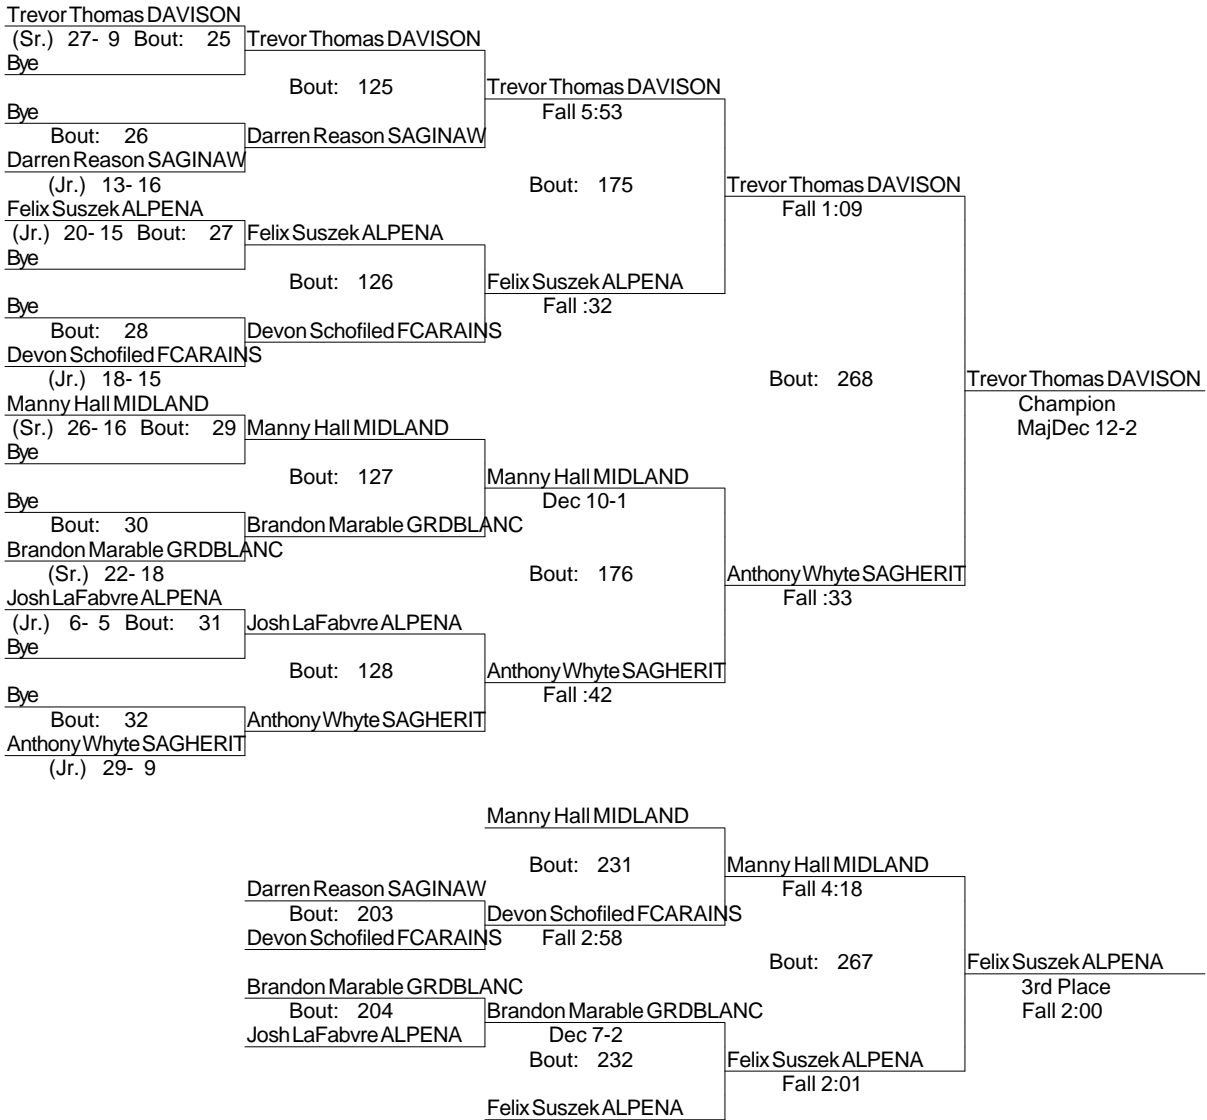 Trevor Thomas DAVISON
(Sr.) 27- 9 Bout: 25 Trevor Thomas DAVISON
Bye
Bout: 125 Trevor Thomas DAVISON
Bye Fall 5:53
Bout: 26 Darren Reason SAGINAW
Darren Reason SAGINAW
(Jr.) 13- 16 Bout: 175 Trevor Thomas DAVISON
Felix Suszek ALPENA Fall 1:09
(Jr.) 20- 15 Bout: 27 Felix Suszek ALPENA
Bye
Bout: 126 Felix Suszek ALPENA
Bye Fall :32
Bout: 28 Devon Schofiled FCARAINS
Devon Schofiled FCARAINS
(Jr.) 18- 15 Bout: 268 Trevor Thomas DAVISON
Manny Hall MIDLAND Champion
(Sr.) 26- 16 Bout: 29 Manny Hall MIDLAND MajDec 12-2
Bye
Bout: 127 Manny Hall MIDLAND
Bye Dec 10-1
Bout: 30 Brandon Marable GRDBLANC
Brandon Marable GRDBLANC
(Sr.) 22- 18 Bout: 176 Anthony Whyte SAGHERIT
Josh LaFabvre ALPENA Fall :33
(Jr.) 6- 5 Bout: 31 Josh LaFabvre ALPENA
Bye
Bout: 128 Anthony Whyte SAGHERIT
Bye Fall :42
Bout: 32 Anthony Whyte SAGHERIT
Anthony Whyte SAGHERIT
(Jr.) 29- 9
Manny Hall MIDLAND
Bout: 231 Manny Hall MIDLAND
Darren Reason SAGINAW Fall 4:18
Bout: 203 Devon Schofiled FCARAINS
Devon Schofiled FCARAINS Fall 2:58
Bout: 267 Felix Suszek ALPENA
Brandon Marable GRDBLANC 3rd Place
Bout: 204 Brandon Marable GRDBLANC Fall 2:00
Josh LaFabvre ALPENA Dec 7-2
Bout: 232 Felix Suszek ALPENA
Fall 2:01
Felix Suszek ALPENA